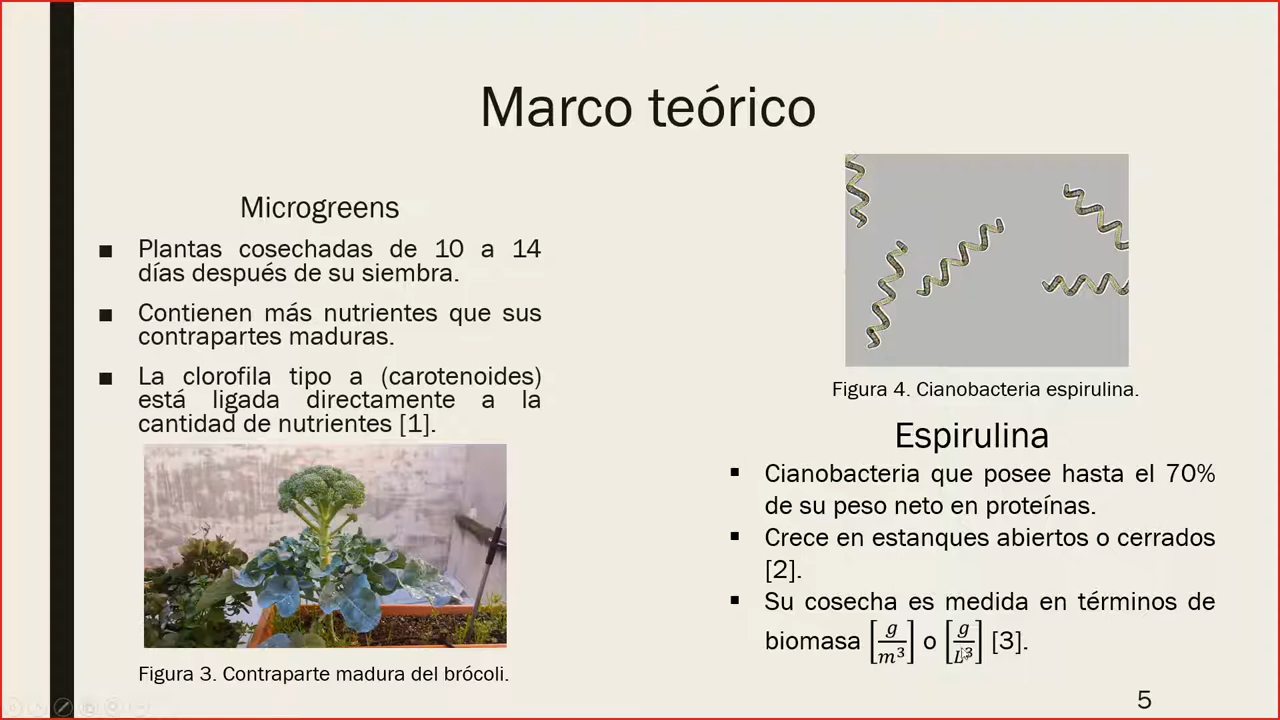 Marco teórico
Microgreens
■ Plantas cosechadas de 10 a 14
días después de su siembra.
■ Contienen más nutrientes que sus
contrapartes maduras.
■ La clorofila tipo a (carotenoides)
está ligada directamente a la
cantidad de nutrientes [1].
Figura 3. Contraparte madura del brócoli.
Figura 4. Cianobacteria espirulina.
Espirulina
▪ Cianobacteria que posee hasta el 70%
de su peso neto en proteínas.
▪ Crece en estanques abiertos o cerrados
[2].
▪ Su cosecha es medida en términos de
biomasa [g/m³] o [g/L³] [3].
5